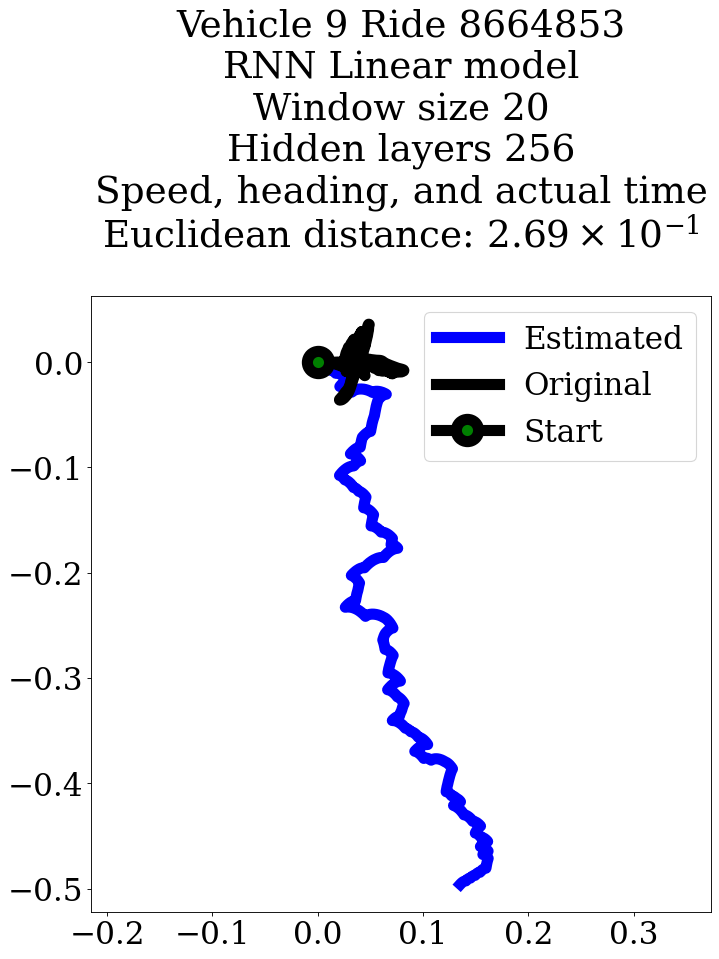 Vehicle 9 Ride 8664853
RNN Linear model
Window size 20
Hidden layers 256
Speed, heading, and actual time
Euclidean distance: 2.69 × 10⁻¹
Estimated
Original
Start
0.0
−0.1
−0.2
−0.3
−0.4
−0.5
−0.2 −0.1 0.0 0.1 0.2 0.3